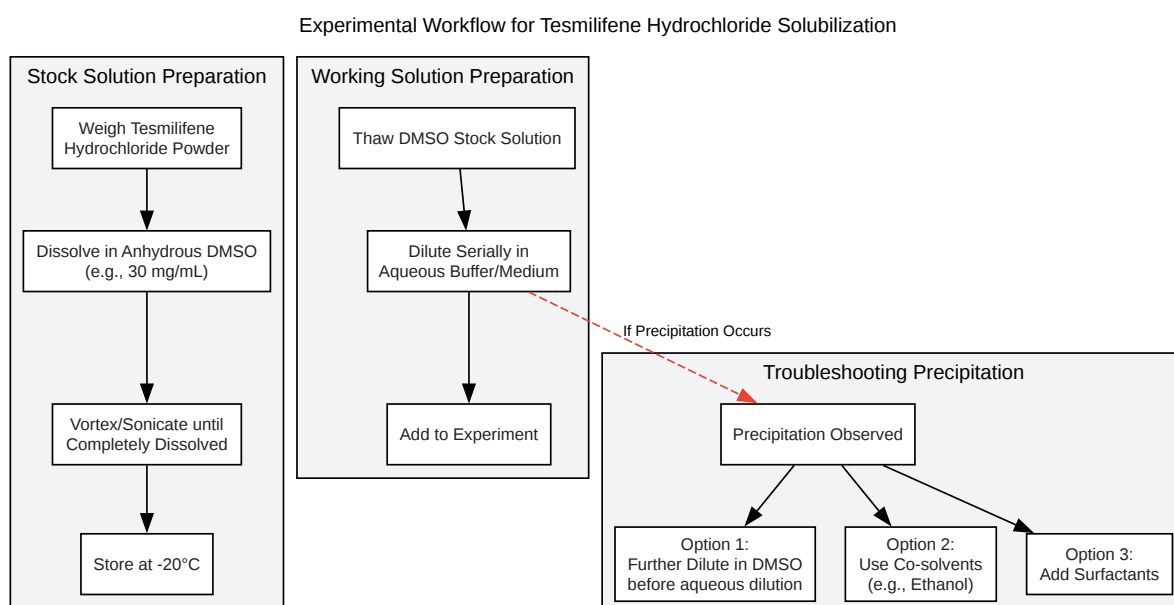 Experimental Workflow for Tesmilifene Hydrochloride Solubilization
Stock Solution Preparation
Weigh Tesmilifene
Hydrochloride Powder
Dissolve in Anhydrous DMSO
(e.g., 30 mg/mL)
Vortex/Sonicate until
Completely Dissolved
Store at -20°C
Working Solution Preparation
Thaw DMSO Stock Solution
Dilute Serially in
Aqueous Buffer/Medium
Add to Experiment
If Precipitation Occurs
Troubleshooting Precipitation
Precipitation Observed
Option 1:
Further Dilute in DMSO
before aqueous dilution
Option 2:
Use Co-solvents
(e.g., Ethanol)
Option 3:
Add Surfactants